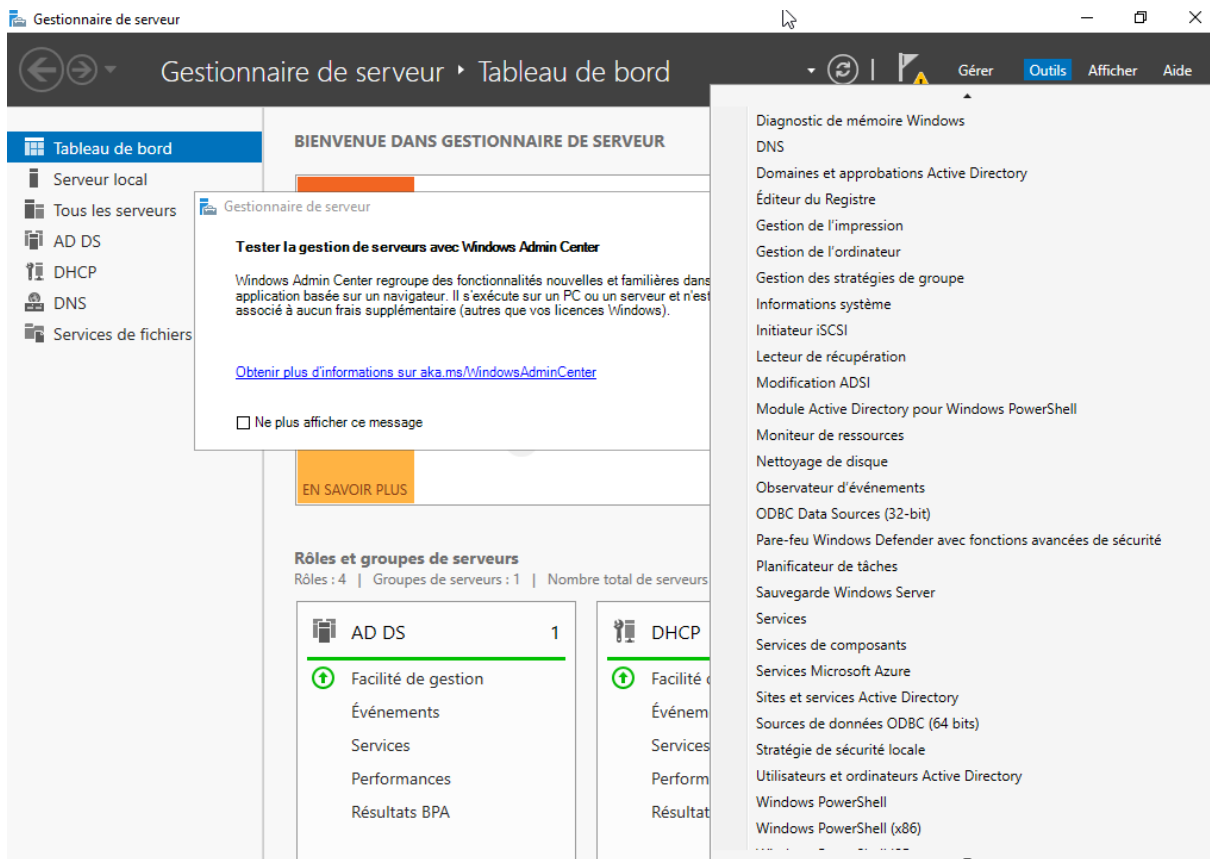 Gestionnaire de serveur
Gestionnaire de serveur
Tableau de bord
Gérer
Outils
Afficher
Aide
Tableau de bord
Serveur local
Tous les serveurs
AD DS
DHCP
DNS
Services de fichiers
BIENVENUE DANS GESTIONNAIRE DE SERVEUR
Gestionnaire de serveur
Tester la gestion de serveurs avec Windows Admin Center
Windows Admin Center regroupe des fonctionnalités nouvelles et familières dans
application basée sur un navigateur. Il s'exécute sur un PC ou un serveur et n'est
associé à aucun frais supplémentaire (autres que vos licences Windows).
Obtenir plus d'informations sur aka.ms/WindowsAdminCenter
Ne plus afficher ce message
EN SAVOIR PLUS
Rôles et groupes de serveurs
Rôles : 4 | Groupes de serveurs : 1 | Nombre total de serveurs
AD DS 1
Facilité de gestion
Événements
Services
Performances
Résultats BPA
DHCP
Facilité
Événem
Services
Perform
Résultat
Diagnostic de mémoire Windows
DNS
Domaines et approbations Active Directory
Éditeur du Registre
Gestion de l'impression
Gestion de l'ordinateur
Gestion des stratégies de groupe
Informations système
Initiateur iSCSI
Lecteur de récupération
Modification ADSI
Module Active Directory pour Windows PowerShell
Moniteur de ressources
Nettoyage de disque
Observateur d'événements
ODBC Data Sources (32-bit)
Pare-feu Windows Defender avec fonctions avancées de sécurité
Planificateur de tâches
Sauvegarde Windows Server
Services
Services de composants
Services Microsoft Azure
Sites et services Active Directory
Sources de données ODBC (64 bits)
Stratégie de sécurité locale
Utilisateurs et ordinateurs Active Directory
Windows PowerShell
Windows PowerShell (x86)